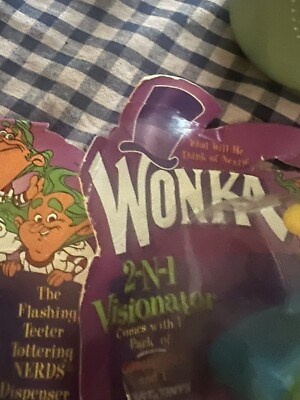 What Will He
Think of Next?
WONKA
2-N-1
Visionator
Comes with 1
Pack of
The
Flashing,
Teeter
Tottering
NERDS
Dispenser